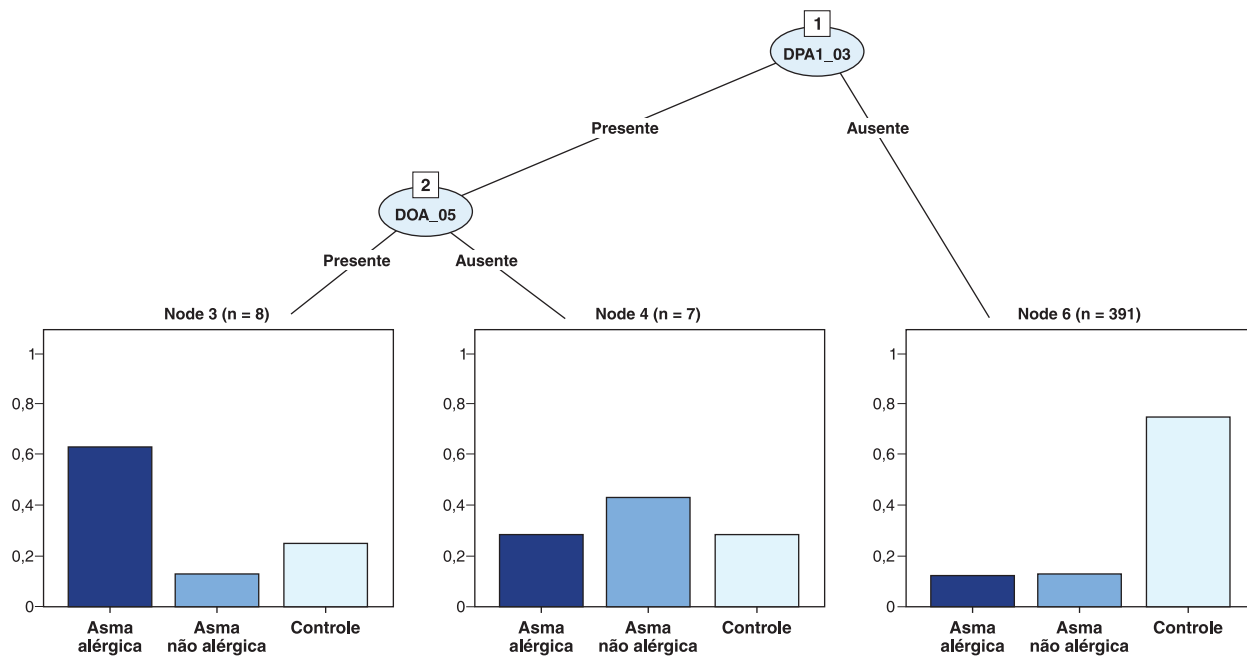 1
DPA1_03
Presente
Ausente
2
DOA_05
Presente
Ausente
Node 3 (n = 8)
1
0,8
0,6
0,4
0,2
0
Asma
alérgica
Asma
não alérgica
Controle
Node 4 (n = 7)
1
0,8
0,6
0,4
0,2
0
Asma
alérgica
Asma
não alérgica
Controle
Node 6 (n = 391)
1
0,8
0,6
0,4
0,2
0
Asma
alérgica
Asma
não alérgica
Controle